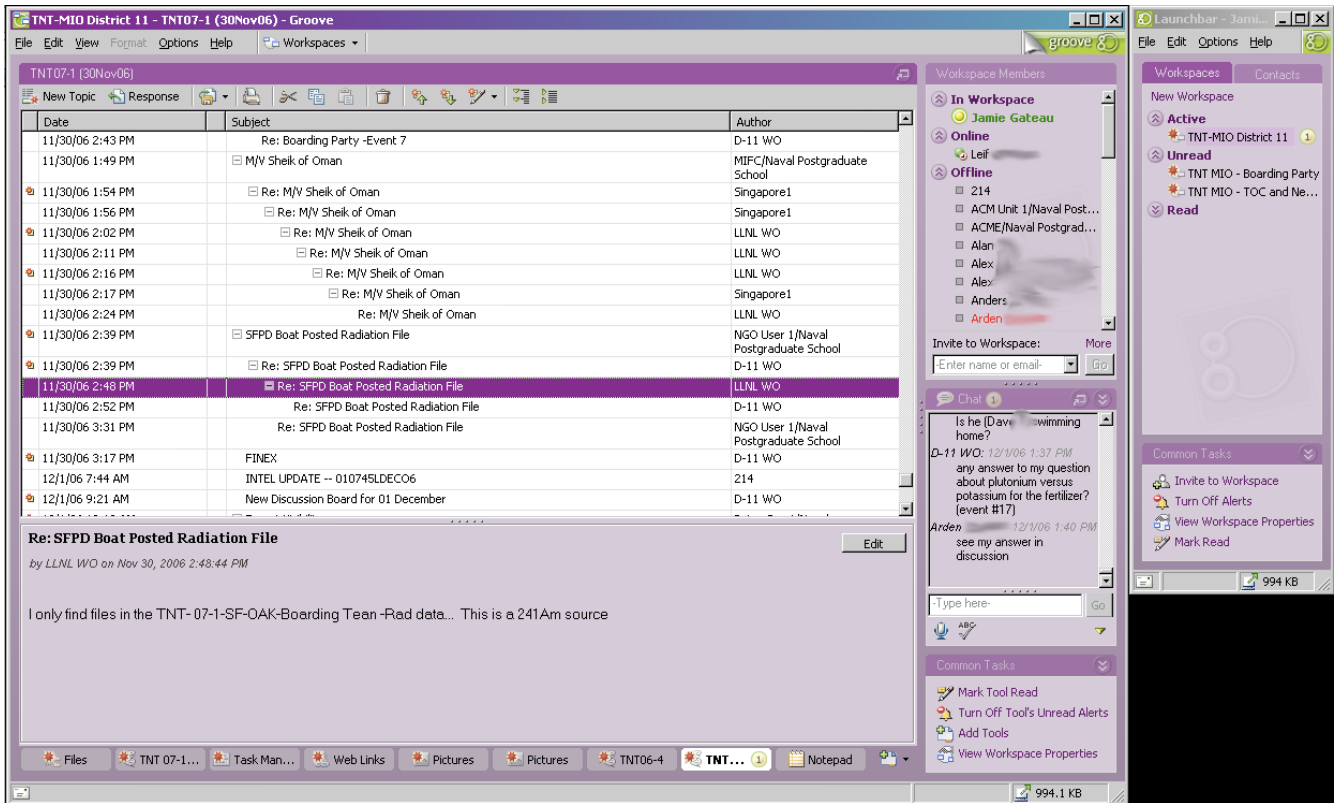 TNT-MIO District 11 - TNT07-1 (30Nov06) - Groove
File Edit View Format Options Help Workspaces
groove
TNT07-1 (30Nov06)
New Topic Response
Date Subject Author
11/30/06 2:43 PM Re: Boarding Party -Event 7 D-11 WO
11/30/06 1:49 PM M/V Sheik of Oman MIFC/Naval Postgraduate
School
11/30/06 1:54 PM Re: M/V Sheik of Oman Singapore1
11/30/06 1:56 PM Re: M/V Sheik of Oman Singapore1
11/30/06 2:02 PM Re: M/V Sheik of Oman LLNL WO
11/30/06 2:11 PM Re: M/V Sheik of Oman LLNL WO
11/30/06 2:16 PM Re: M/V Sheik of Oman LLNL WO
11/30/06 2:17 PM Re: M/V Sheik of Oman Singapore1
11/30/06 2:24 PM Re: M/V Sheik of Oman LLNL WO
11/30/06 2:39 PM SFPD Boat Posted Radiation File NGO User 1/Naval
Postgraduate School
11/30/06 2:39 PM Re: SFPD Boat Posted Radiation File D-11 WO
11/30/06 2:48 PM Re: SFPD Boat Posted Radiation File LLNL WO
11/30/06 2:52 PM Re: SFPD Boat Posted Radiation File D-11 WO
11/30/06 3:31 PM Re: SFPD Boat Posted Radiation File NGO User 1/Naval
Postgraduate School
11/30/06 3:17 PM FINEX D-11 WO
12/1/06 7:44 AM INTEL UPDATE -- 010745LDECO6 214
12/1/06 9:21 AM New Discussion Board for 01 December D-11 WO
Re: SFPD Boat Posted Radiation File
Edit
by LLNL WO on Nov 30, 2006 2:48:44 PM
I only find files in the TNT- 07-1-SF-OAK-Boarding Tean -Rad data... This is a 241Am source
Files TNT 07-1... Task Man... Web Links Pictures Pictures TNT06-4 TNT... 1 Notepad
994.1 KB
Workspace Members
In Workspace
Jamie Gateau
Online
Leif
Offline
214
ACM Unit 1/Naval Post...
ACME/Naval Postgrad...
Alan
Alex
Alex
Anders
Arden
Invite to Workspace: More
-Enter name or email- Go
Chat 1
Is he (Dave swimming
home?
D-11 WO: 12/1/06 1:37 PM
any answer to my question
about plutonium versus
potassium for the fertilizer?
(event #17)
Arden 12/1/06 1:40 PM
see my answer in
discussion
-Type here- Go
ABC
Common Tasks
Mark Tool Read
Turn Off Tool's Unread Alerts
Add Tools
View Workspace Properties
Launchbar - Jami...
File Edit Options Help
Workspaces Contacts
New Workspace
Active
TNT-MIO District 11 1
Unread
TNT MIO - Boarding Party
TNT MIO - TOC and Ne...
Read
Common Tasks
Invite to Workspace
Turn Off Alerts
View Workspace Properties
Mark Read
994 KB